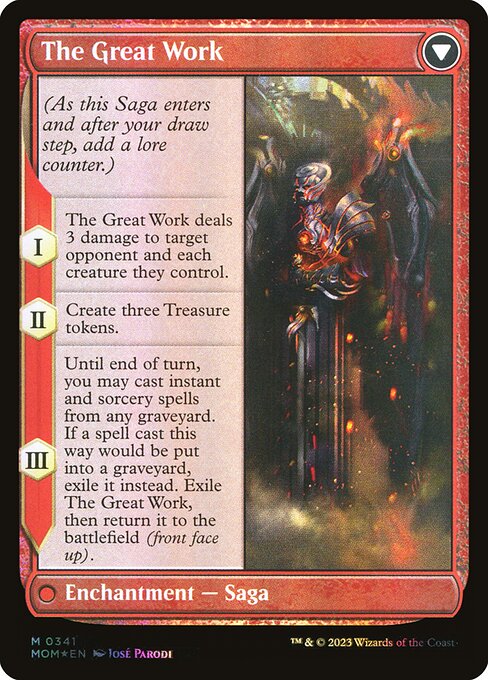 The Great Work
(As this Saga enters
and after your draw
step, add a lore
counter.)
I
The Great Work deals
3 damage to target
opponent and each
creature they control.
II
Create three Treasure
tokens.
III
Until end of turn,
you may cast instant
and sorcery spells
from any graveyard.
If a spell cast this
way would be put
into a graveyard,
exile it instead. Exile
The Great Work,
then return it to the
battlefield (front face
up).
Enchantment — Saga
M 0341
MOM★EN José Parodi
™ & © 2023 Wizards of the Coast